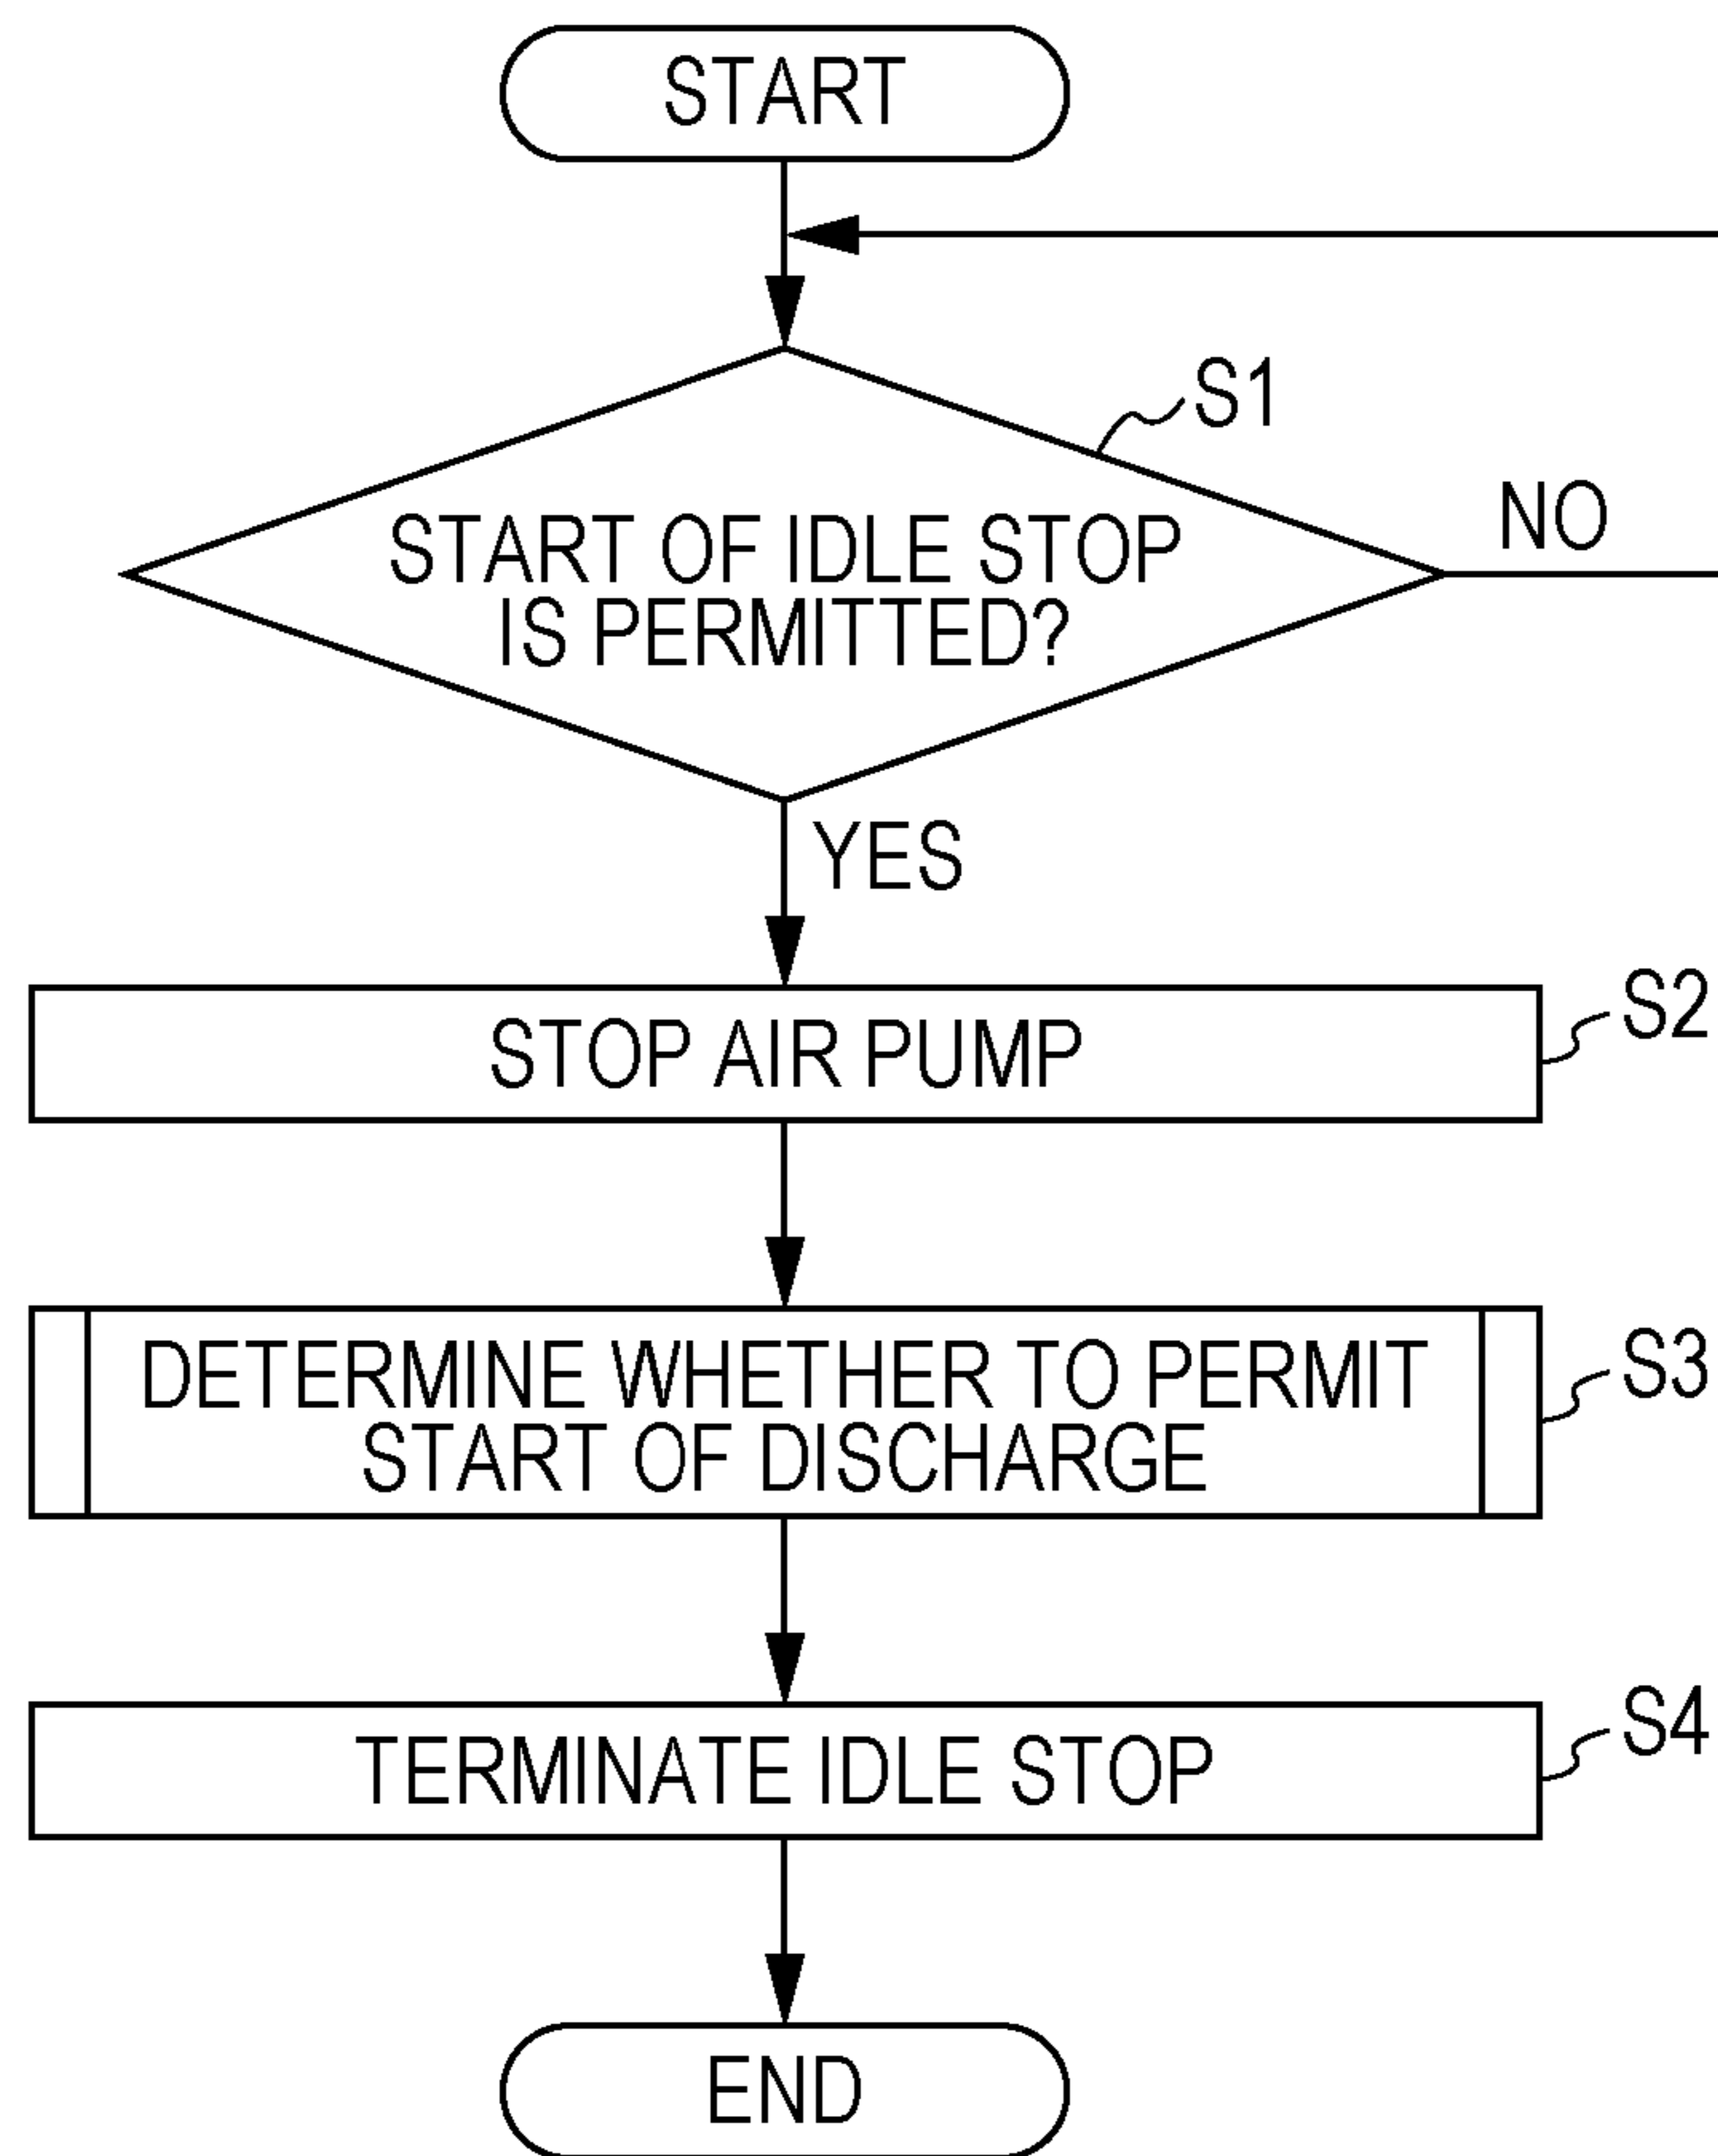 START
S1
START OF IDLE STOP
IS PERMITTED?
NO
YES
STOP AIR PUMP
S2
DETERMINE WHETHER TO PERMIT
START OF DISCHARGE
S3
TERMINATE IDLE STOP
S4
END